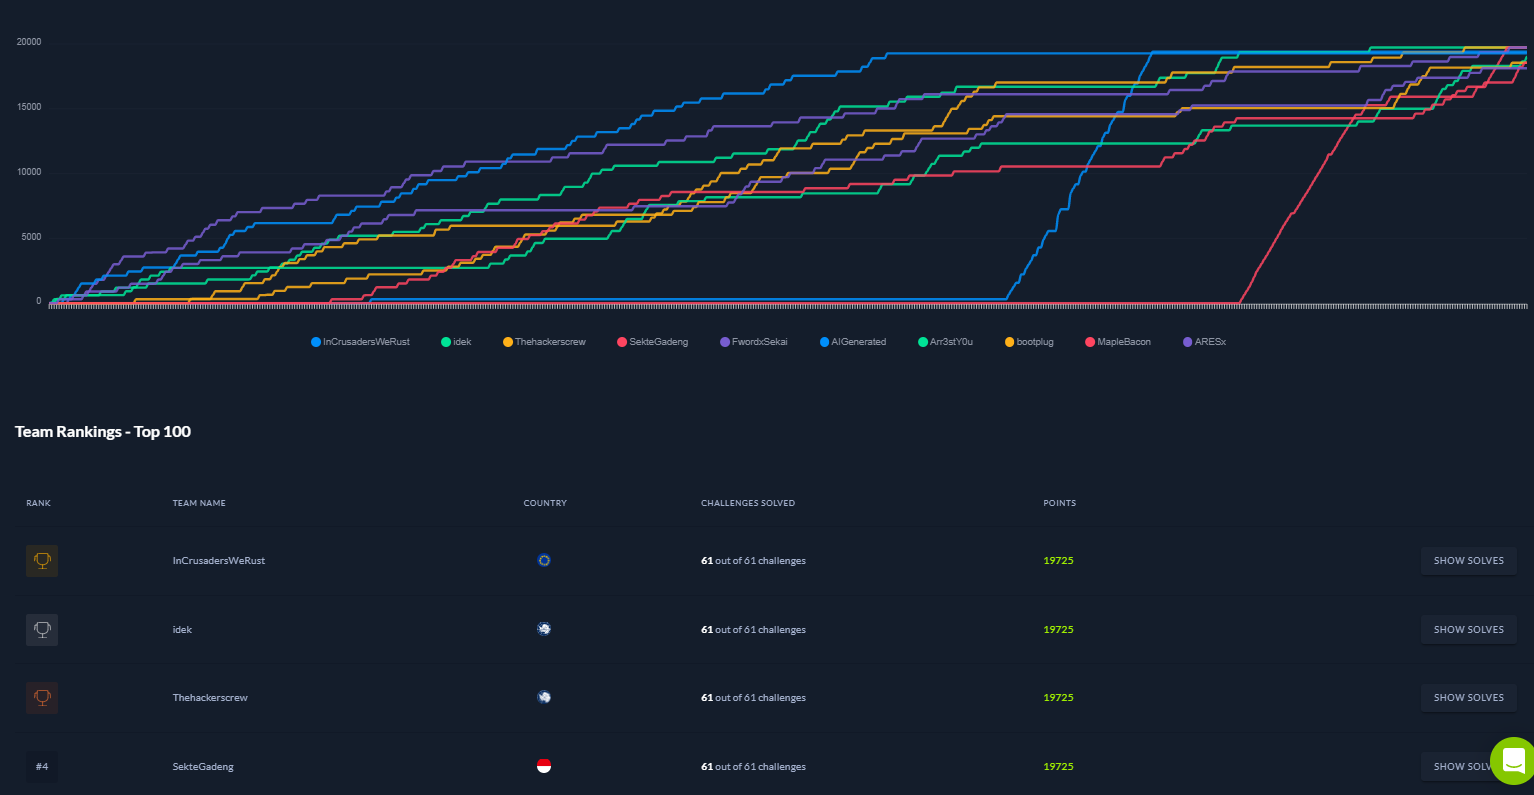 20000
15000
10000
5000
0
InCrusadersWeRust idek Thehackerscrew SekteGadeng FwordxSekai AIGenerated Arr3stY0u bootplug MapleBacon ARESx
Team Rankings - Top 100
RANK TEAM NAME COUNTRY CHALLENGES SOLVED POINTS
InCrusadersWeRust 61 out of 61 challenges 19725 SHOW SOLVES
idek 61 out of 61 challenges 19725 SHOW SOLVES
Thehackerscrew 61 out of 61 challenges 19725 SHOW SOLVES
#4 SekteGadeng 61 out of 61 challenges 19725 SHOW SOLV